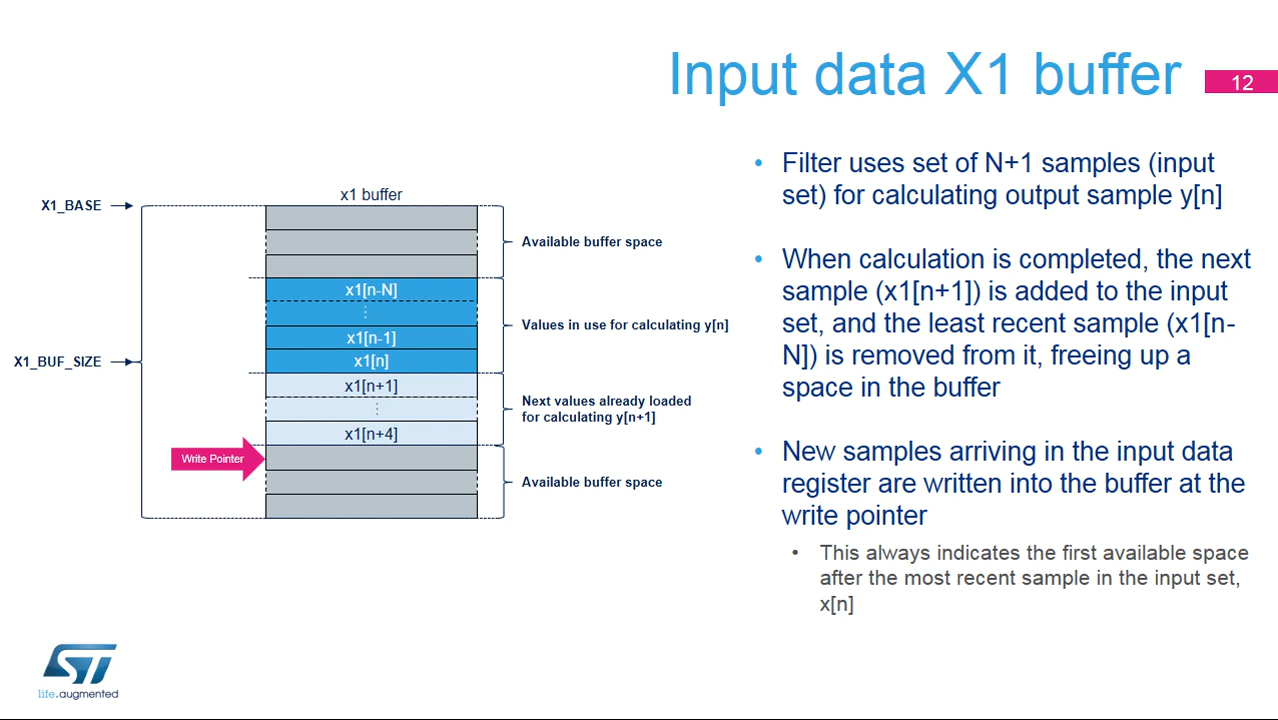 Input data X1 buffer
12
x1 buffer
X1_BASE
Available buffer space
x1[n-N]
⋮
Values in use for calculating y[n]
x1[n-1]
X1_BUF_SIZE
x1[n]
x1[n+1]
Next values already loaded
for calculating y[n+1]
⋮
x1[n+4]
Write Pointer
Available buffer space
• Filter uses set of N+1 samples (input
set) for calculating output sample y[n]
• When calculation is completed, the next
sample (x1[n+1]) is added to the input
set, and the least recent sample (x1[n-
N]) is removed from it, freeing up a
space in the buffer
• New samples arriving in the input data
register are written into the buffer at the
write pointer
• This always indicates the first available space
after the most recent sample in the input set,
x[n]
ST
life.augmented